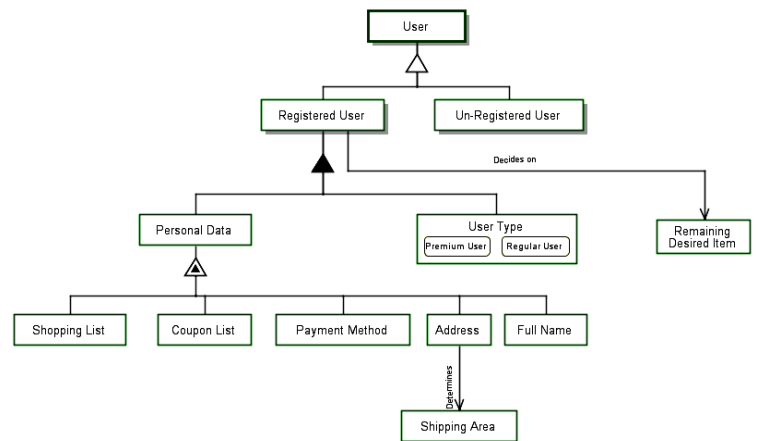 User
Registered User
Un-Registered User
Decides on
Personal Data
User Type
Premium User
Regular User
Remaining
Desired Item
Shopping List
Coupon List
Payment Method
Address
Full Name
Determines
Shipping Area